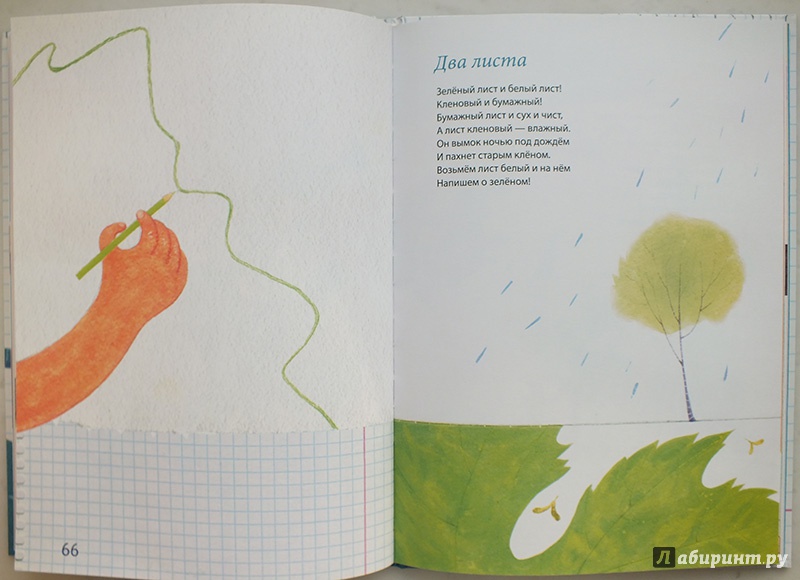 Два листа
Зелёный лист и белый лист!
Кленовый и бумажный!
Бумажный лист и сух и чист,
А лист кленовый — влажный.
Он вымок ночью под дождём
И пахнет старым клёном.
Возьмём лист белый и на нём
Напишем о зелёном!
66
Лабиринт.ру